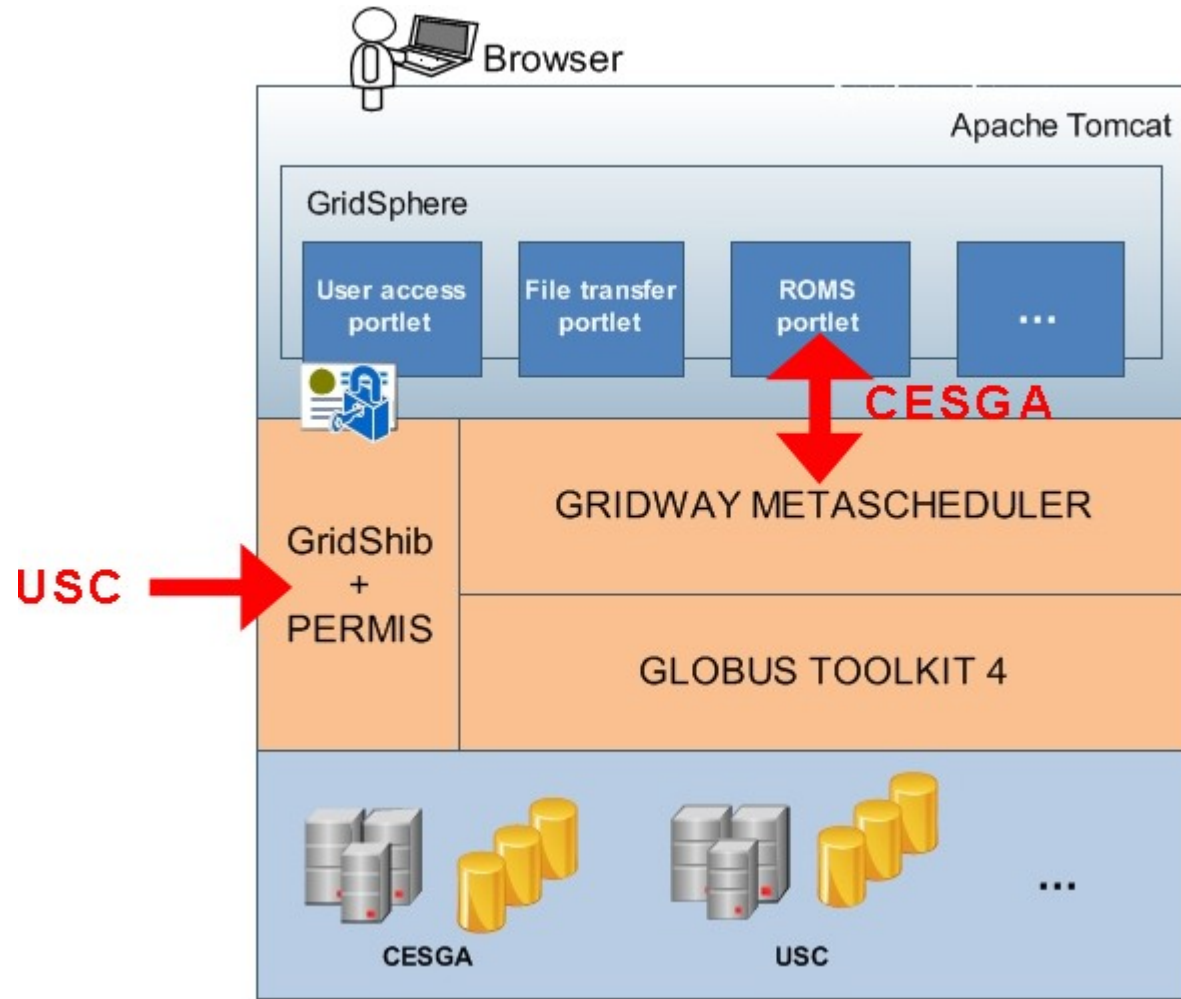 Browser
Apache Tomcat
GridSphere
User access
portlet
File transfer
portlet
ROMS
portlet
...
CESGA
GRIDWAY METASCHEDULER
GridShib
+
PERMIS
USC
GLOBUS TOOLKIT 4
CESGA
USC
...